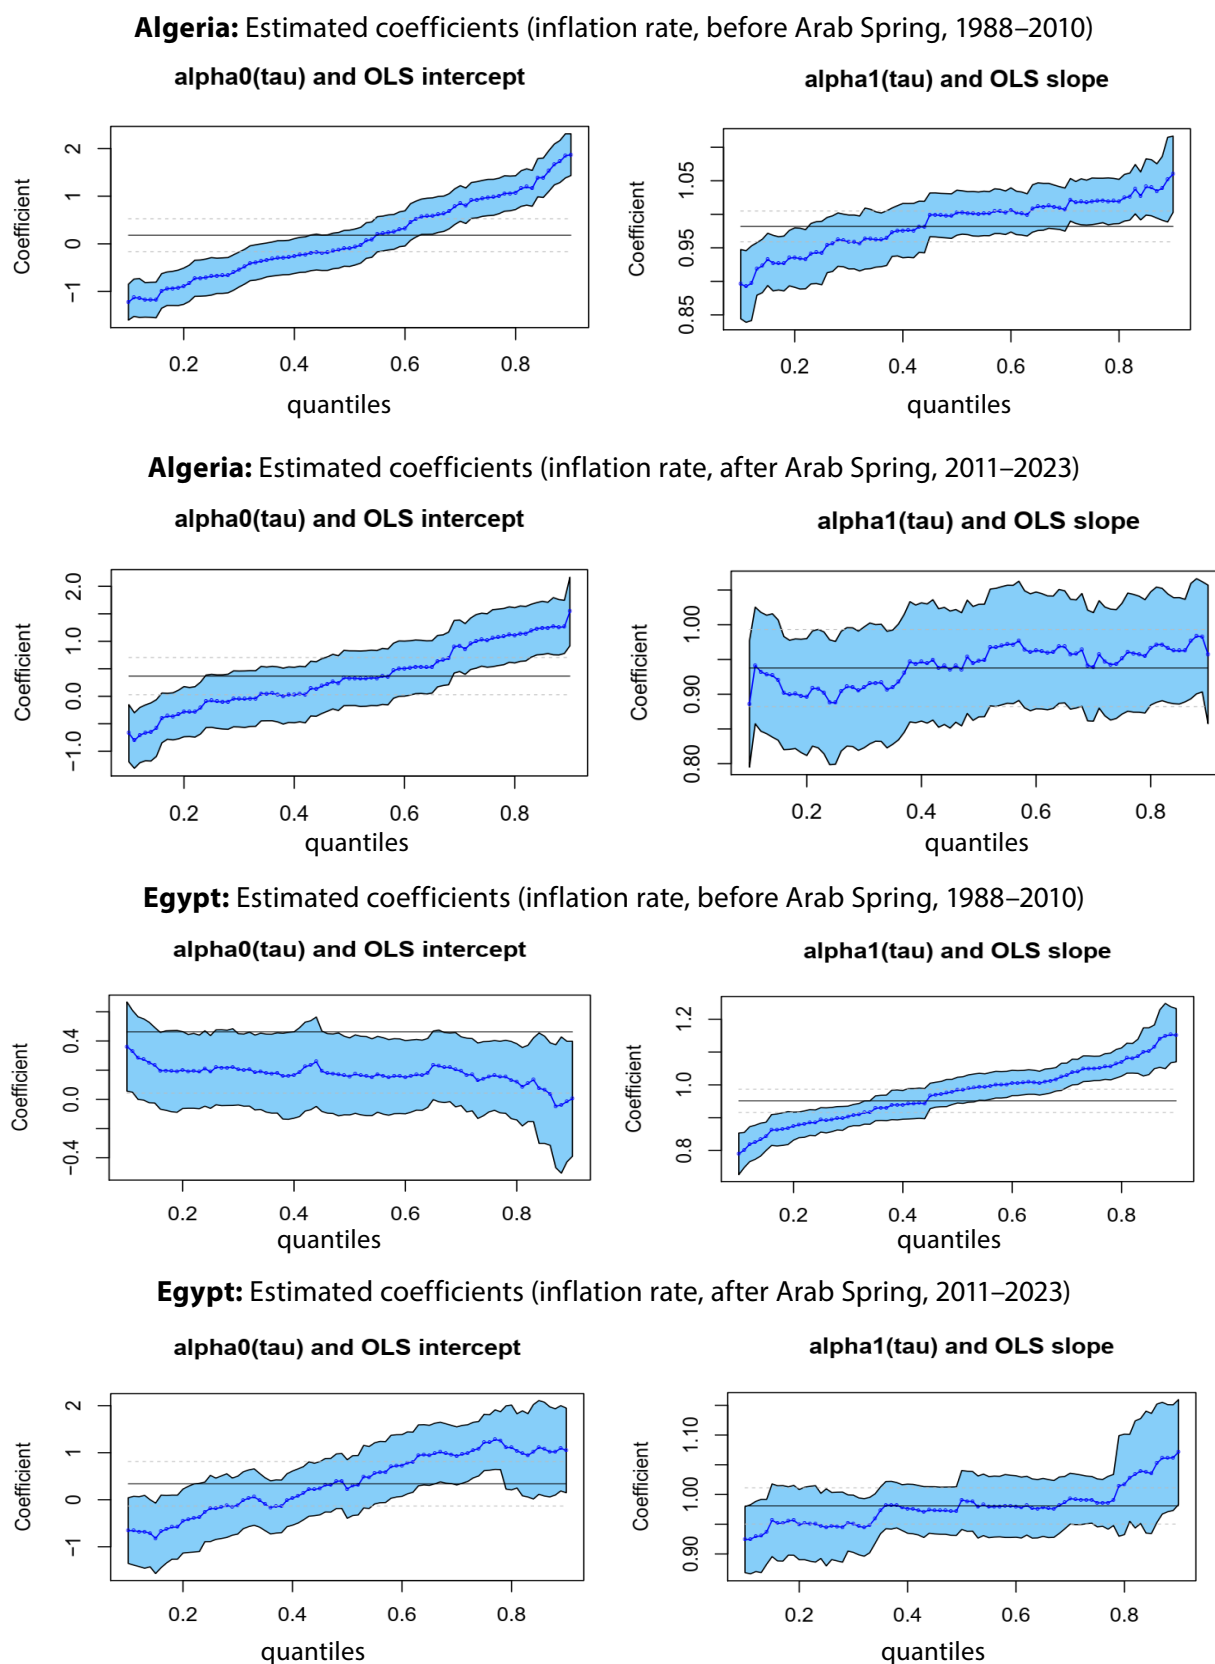 Algeria: Estimated coefficients (inflation rate, before Arab Spring, 1988–2010)
alpha0(tau) and OLS intercept
Coefficient
2
1
0
−1
0.2 0.4 0.6 0.8
quantiles
alpha1(tau) and OLS slope
Coefficient
1.05
0.95
0.85
0.2 0.4 0.6 0.8
quantiles
Algeria: Estimated coefficients (inflation rate, after Arab Spring, 2011–2023)
alpha0(tau) and OLS intercept
Coefficient
2.0
1.0
0.0
−1.0
0.2 0.4 0.6 0.8
quantiles
alpha1(tau) and OLS slope
Coefficient
1.00
0.90
0.80
0.2 0.4 0.6 0.8
quantiles
Egypt: Estimated coefficients (inflation rate, before Arab Spring, 1988–2010)
alpha0(tau) and OLS intercept
Coefficient
0.4
0.0
−0.4
0.2 0.4 0.6 0.8
quantiles
alpha1(tau) and OLS slope
Coefficient
1.2
1.0
0.8
0.2 0.4 0.6 0.8
quantiles
Egypt: Estimated coefficients (inflation rate, after Arab Spring, 2011–2023)
alpha0(tau) and OLS intercept
Coefficient
2
1
0
−1
0.2 0.4 0.6 0.8
quantiles
alpha1(tau) and OLS slope
Coefficient
1.10
1.00
0.90
0.2 0.4 0.6 0.8
quantiles